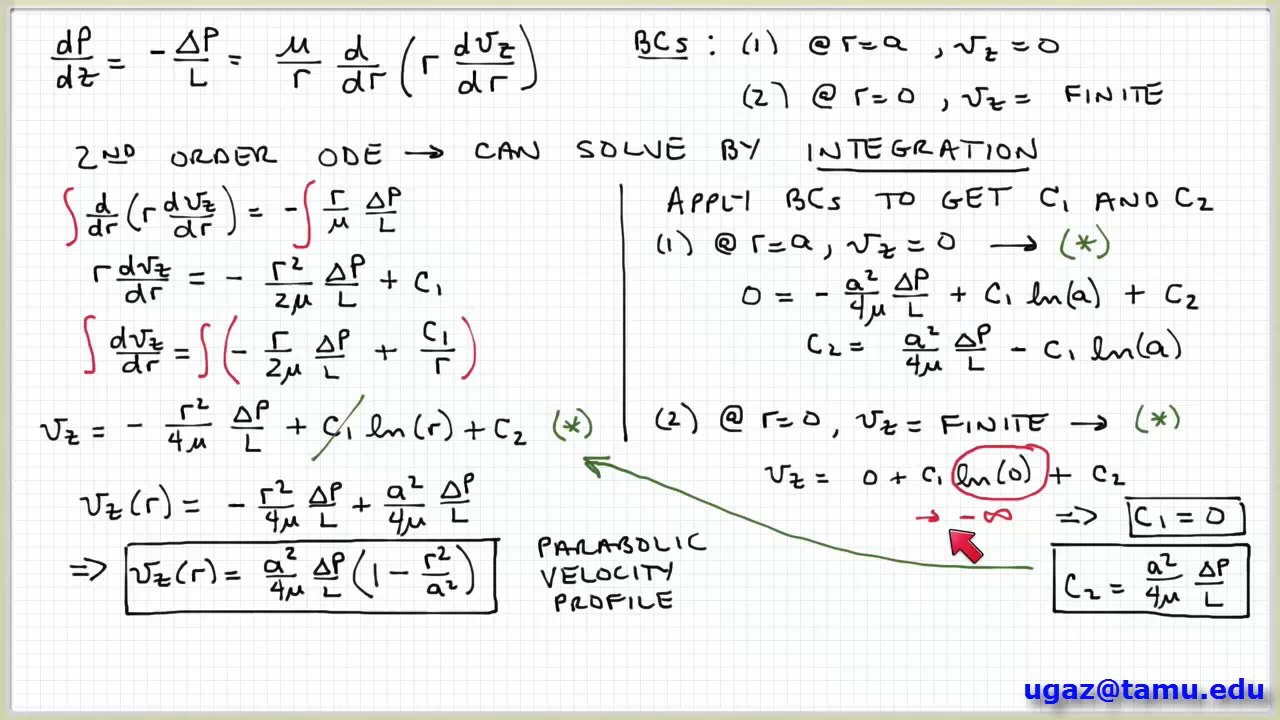 dP/dz = - ΔP/L = μ/r d/dr (r dv_z/dr)
BCs : (1) @ r=a , v_z = 0
(2) @ r=0 , v_z = FINITE
2ND ORDER ODE → CAN SOLVE BY INTEGRATION
∫ d/dr (r dv_z/dr) = - ∫ r/μ ΔP/L
r dv_z/dr = - r²/2μ ΔP/L + C₁
∫ dv_z/dr = ∫ (- r/2μ ΔP/L + C₁/r)
v_z = - r²/4μ ΔP/L + C₁ ln(r) + C₂ (*)
v_z(r) = - r²/4μ ΔP/L + a²/4μ ΔP/L
⇒ v_z(r) = a²/4μ ΔP/L (1 - r²/a²)
PARABOLIC
VELOCITY
PROFILE
APPLY BCs TO GET C₁ AND C₂
(1) @ r=a, v_z = 0 → (*)
0 = - a²/4μ ΔP/L + C₁ ln(a) + C₂
C₂ = a²/4μ ΔP/L - C₁ ln(a)
(2) @ r=0, v_z = FINITE → (*)
v_z = 0 + C₁ ln(0) + C₂
→ -∞ ⇒ C₁ = 0
C₂ = a²/4μ ΔP/L
ugaz@tamu.edu